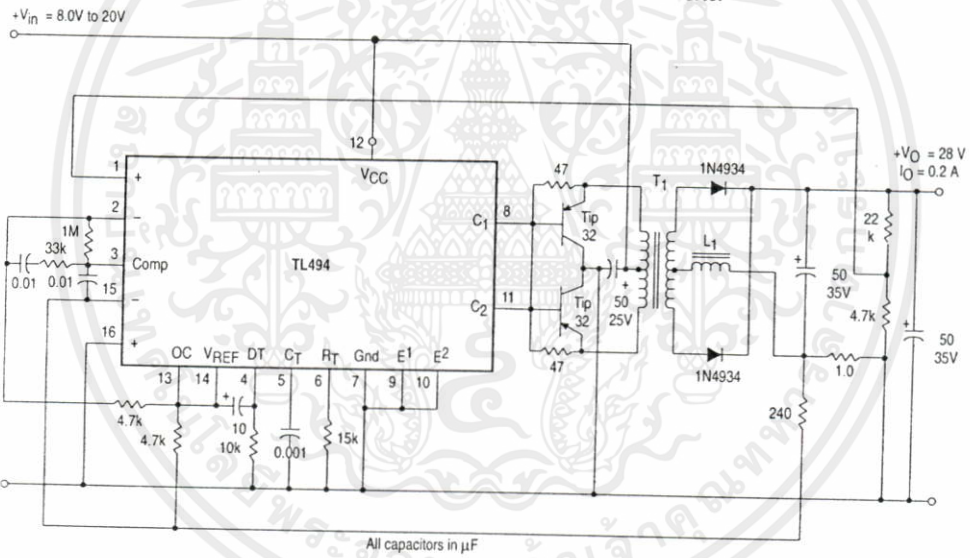 +Vin = 8.0V to 20V
12
VCC
1
+
2
−
1M
33k
3
Comp
0.01
0.01
15
−
16
+
TL494
C1
8
C2
11
47
Tip
32
Tip
32
47
+
50
25V
T1
1N4934
L1
1N4934
+VO = 28 V
IO = 0.2 A
22
k
+
50
35V
4.7k
+
50
35V
1.0
240
OC
VREF
DT
CT
RT
Gnd
E1
E2
13
14
4
5
6
7
9
10
4.7k
4.7k
+
10
10k
0.001
15k
All capacitors in µF